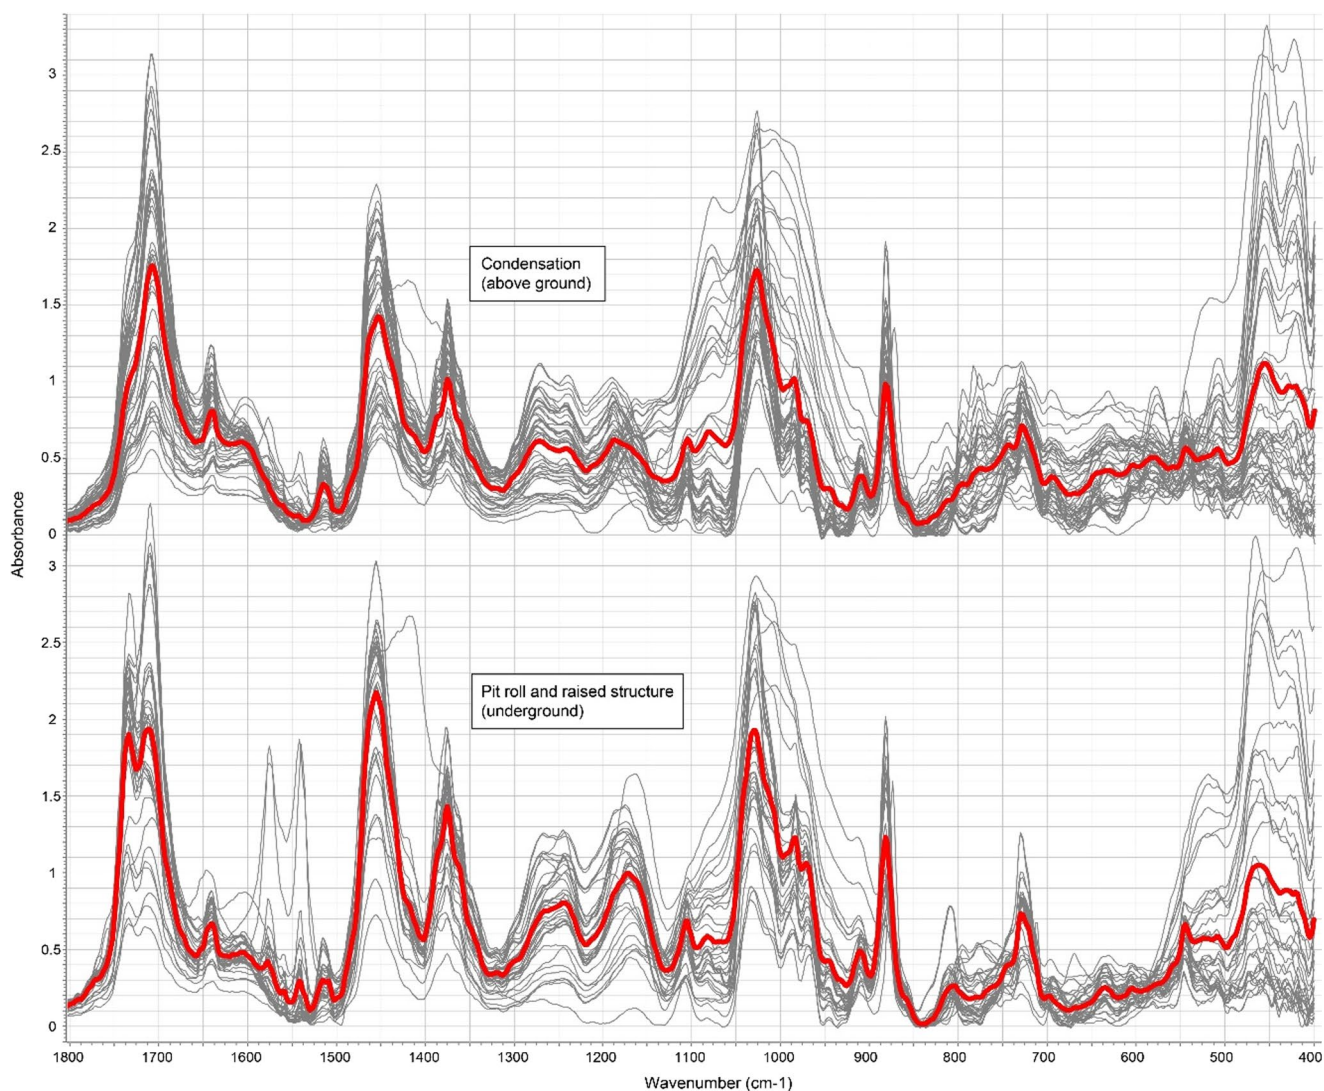 3
2.5
2
1.5
1
0.5
0
Condensation
(above ground)
Absorbance
3
2.5
2
1.5
1
0.5
0
Pit roll and raised structure
(underground)
1800 1700 1600 1500 1400 1300 1200 1100 1000 900 800 700 600 500 400
Wavenumber (cm-1)